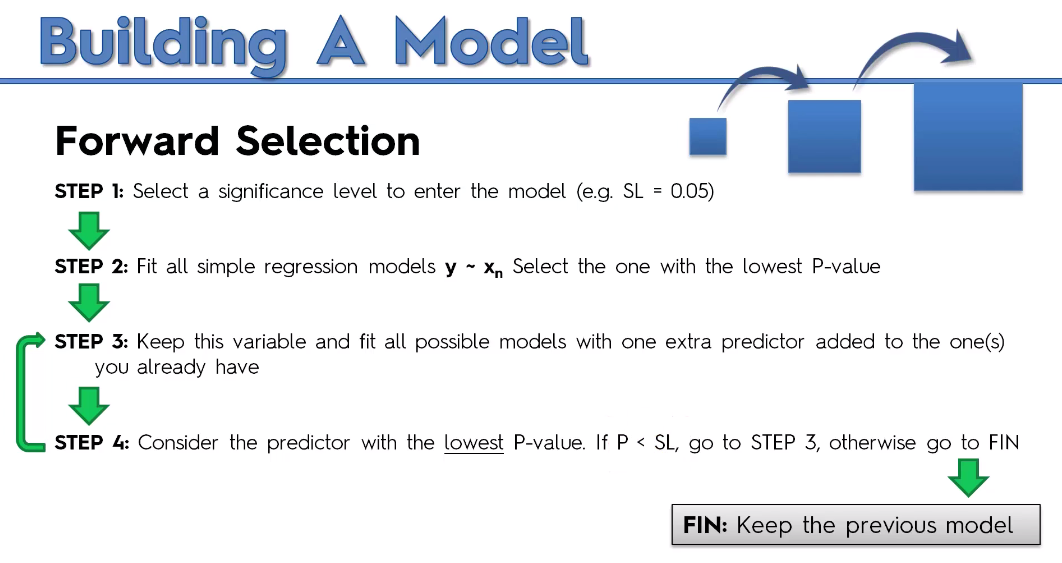 Building A Model
Forward Selection
STEP 1: Select a significance level to enter the model (e.g. SL = 0.05)
STEP 2: Fit all simple regression models y ~ xn Select the one with the lowest P-value
STEP 3: Keep this variable and fit all possible models with one extra predictor added to the one(s)
you already have
STEP 4: Consider the predictor with the lowest P-value. If P < SL, go to STEP 3, otherwise go to FIN
FIN: Keep the previous model